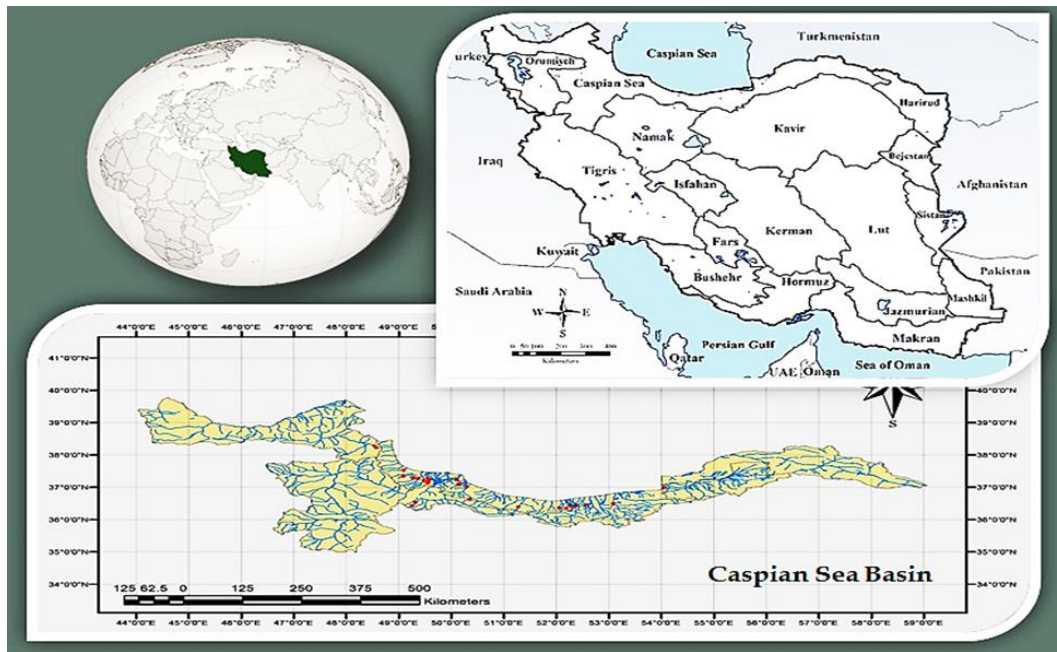 Caspian Sea
Turkmenistan
urkey
Orumiych
Caspian Sea
Harirud
Namak
Kavir
Iraq
Tigris
Bejestan
Isfahan
Afghanistan
Sistan
Kerman
Lut
Kuwait
Fars
Bushehr
Hormuz
Pakistan
Saudi Arabia
Mashkil
Jazmurian
N
W E
S
Persian Gulf
Makran
0 50 100 200 300 400
Kilometers
Qatar
UAE
Oman
Sea of Oman
44°0'0"E 45°0'0"E 46°0'0"E 47°0'0"E 48°0'0"E 49°0'0"E
41°0'0"N
40°0'0"N 40°0'0"N
S
39°0'0"N 39°0'0"N
38°0'0"N 38°0'0"N
37°0'0"N 37°0'0"N
36°0'0"N 36°0'0"N
35°0'0"N 35°0'0"N
34°0'0"N 34°0'0"N
Caspian Sea Basin
125 62.5 0 125 250 375 500
Kilometers
44°0'0"E 45°0'0"E 46°0'0"E 47°0'0"E 48°0'0"E 49°0'0"E 50°0'0"E 51°0'0"E 52°0'0"E 53°0'0"E 54°0'0"E 55°0'0"E 56°0'0"E 57°0'0"E 58°0'0"E 59°0'0"E